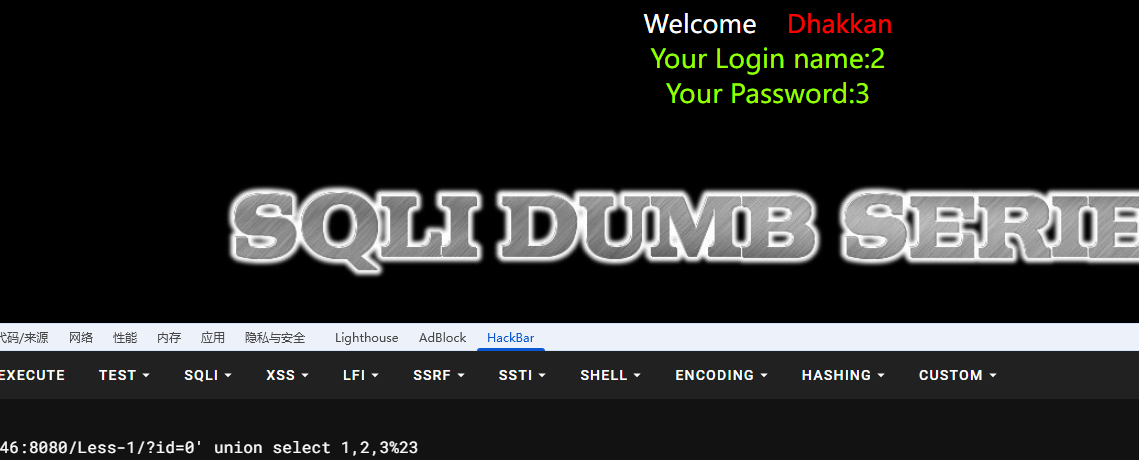 Welcome Dhakkan
Your Login name:2
Your Password:3
SQLI DUMB SERIE
代码/来源 网络 性能 内存 应用 隐私与安全 Lighthouse AdBlock HackBar
EXECUTE TEST SQLI XSS LFI SSRF SSTI SHELL ENCODING HASHING CUSTOM
46:8080/Less-1/?id=0' union select 1,2,3%23